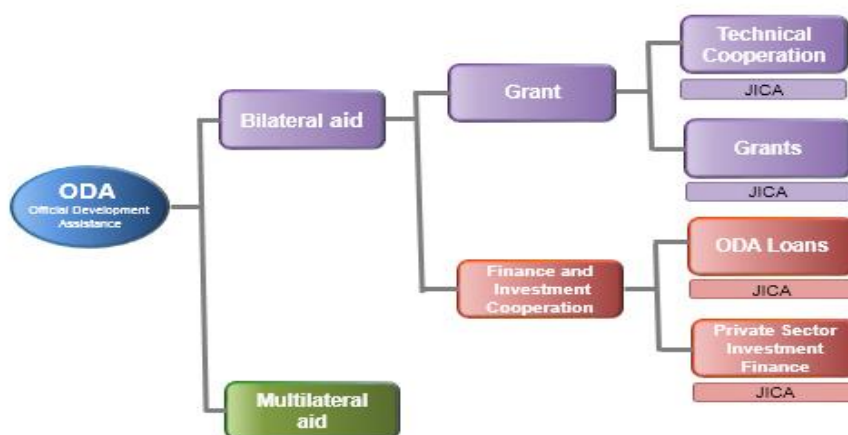 ODA
Official Development
Assistance
Bilateral aid
Multilateral
aid
Grant
Finance and
Investment
Cooperation
Technical
Cooperation
JICA
Grants
JICA
ODA Loans
JICA
Private Sector
Investment
Finance
JICA